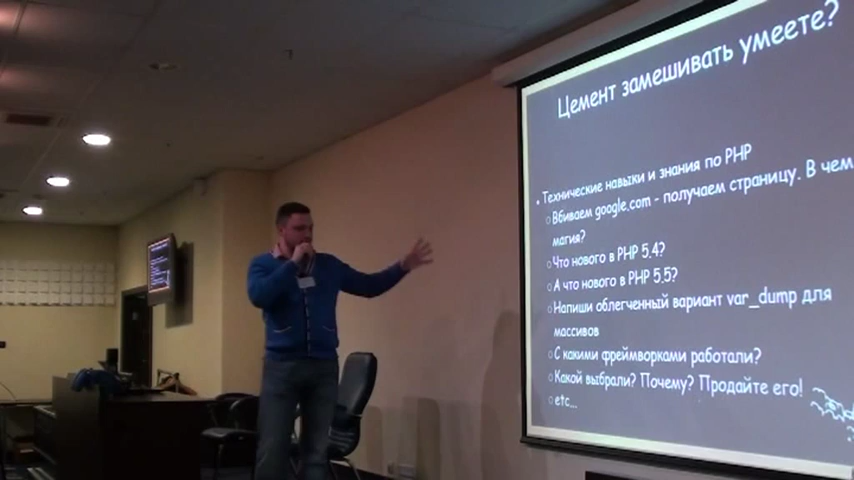 Цемент замешивать умеете?
Технические навыки и знания по PHP
Вбиваем google.com - получаем страницу. В чем
магия?
Что нового в PHP 5.4?
А что нового в PHP 5.5?
Напиши облегченный вариант var_dump для
массивов
С какими фреймворками работали?
Какой выбрали? Почему? Продайте его!
etc...